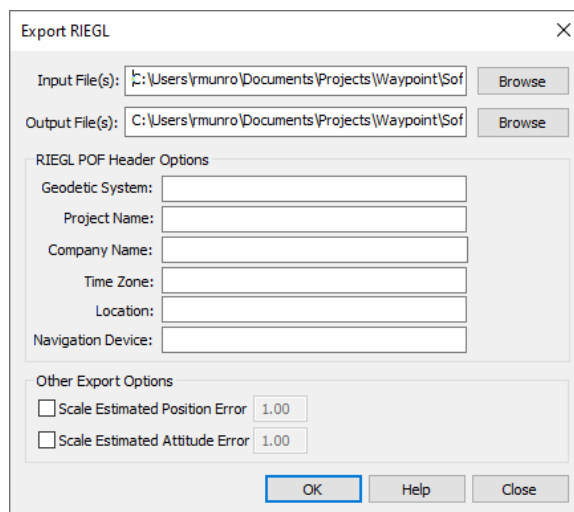 Export RIEGL
Input File(s): C:\Users\rmunro\Documents\Projects\Waypoint\Sof Browse
Output File(s): C:\Users\rmunro\Documents\Projects\Waypoint\Sof Browse
RIEGL POF Header Options
Geodetic System:
Project Name:
Company Name:
Time Zone:
Location:
Navigation Device:
Other Export Options
Scale Estimated Position Error 1.00
Scale Estimated Attitude Error 1.00
OK Help Close